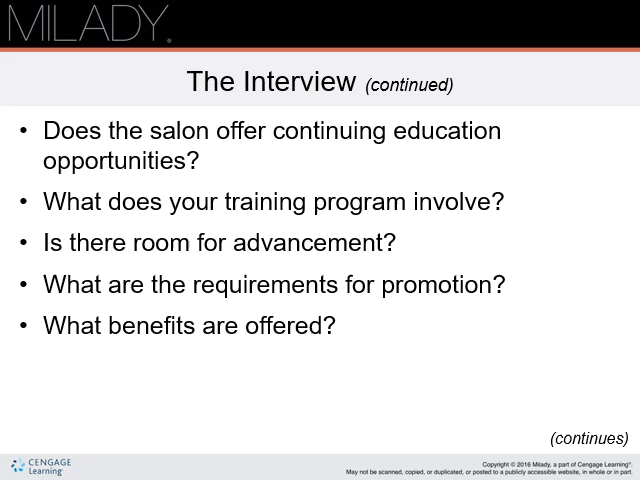 MILADY.
The Interview (continued)
• Does the salon offer continuing education
opportunities?
• What does your training program involve?
• Is there room for advancement?
• What are the requirements for promotion?
• What benefits are offered?
(continues)
CENGAGE
Learning™
Copyright © 2016 Milady, a part of Cengage Learning®.
May not be scanned, copied, or duplicated, or posted to a publicly accessible website, in whole or in part.